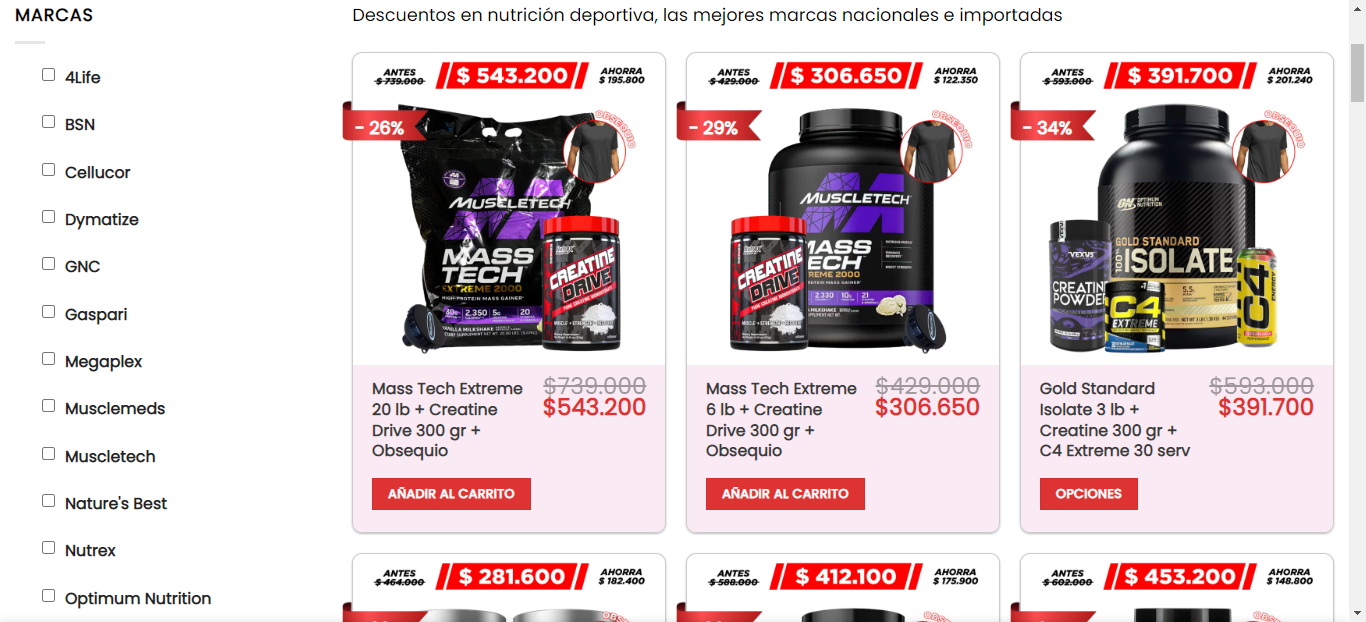 MARCAS
4Life
BSN
Cellucor
Dymatize
GNC
Gaspari
Megaplex
Musclemeds
Muscletech
Nature's Best
Nutrex
Optimum Nutrition
Descuentos en nutrición deportiva, las mejores marcas nacionales e importadas
ANTES
$ 739.000
$ 543.200
AHORRA
$ 195.800
- 26%
OBSEQUIO
MUSCLETECH
MASS
TECH
EXTREME 2000
HIGH-PROTEIN MASS GAINER
80g 2,350 5g 20
VANILLA MILKSHAKE
CREATINE
DRIVE
Mass Tech Extreme
20 lb + Creatine
Drive 300 gr +
Obsequio
$739.000
$543.200
AÑADIR AL CARRITO
ANTES
$ 429.000
$ 306.650
AHORRA
$ 122.350
- 29%
OBSEQUIO
MUSCLETECH
MASS
TECH
EXTREME 2000
2,330 10g 21
MILKSHAKE
CREATINE
DRIVE
Mass Tech Extreme
6 lb + Creatine
Drive 300 gr +
Obsequio
$429.000
$306.650
AÑADIR AL CARRITO
ANTES
$ 593.000
$ 391.700
AHORRA
$ 201.240
- 34%
OBSEQUIO
ON OPTIMUM
NUTRITION
GOLD STANDARD
100% ISOLATE
5.5g
VEXUS
CREATINE
POWDER
C4
EXTREME
C4
ENERGY
Gold Standard
Isolate 3 lb +
Creatine 300 gr +
C4 Extreme 30 serv
$593.000
$391.700
OPCIONES
ANTES
$ 464.000
$ 281.600
AHORRA
$ 182.400
ANTES
$ 588.000
$ 412.100
AHORRA
$ 175.900
ANTES
$ 602.000
$ 453.200
AHORRA
$ 148.800